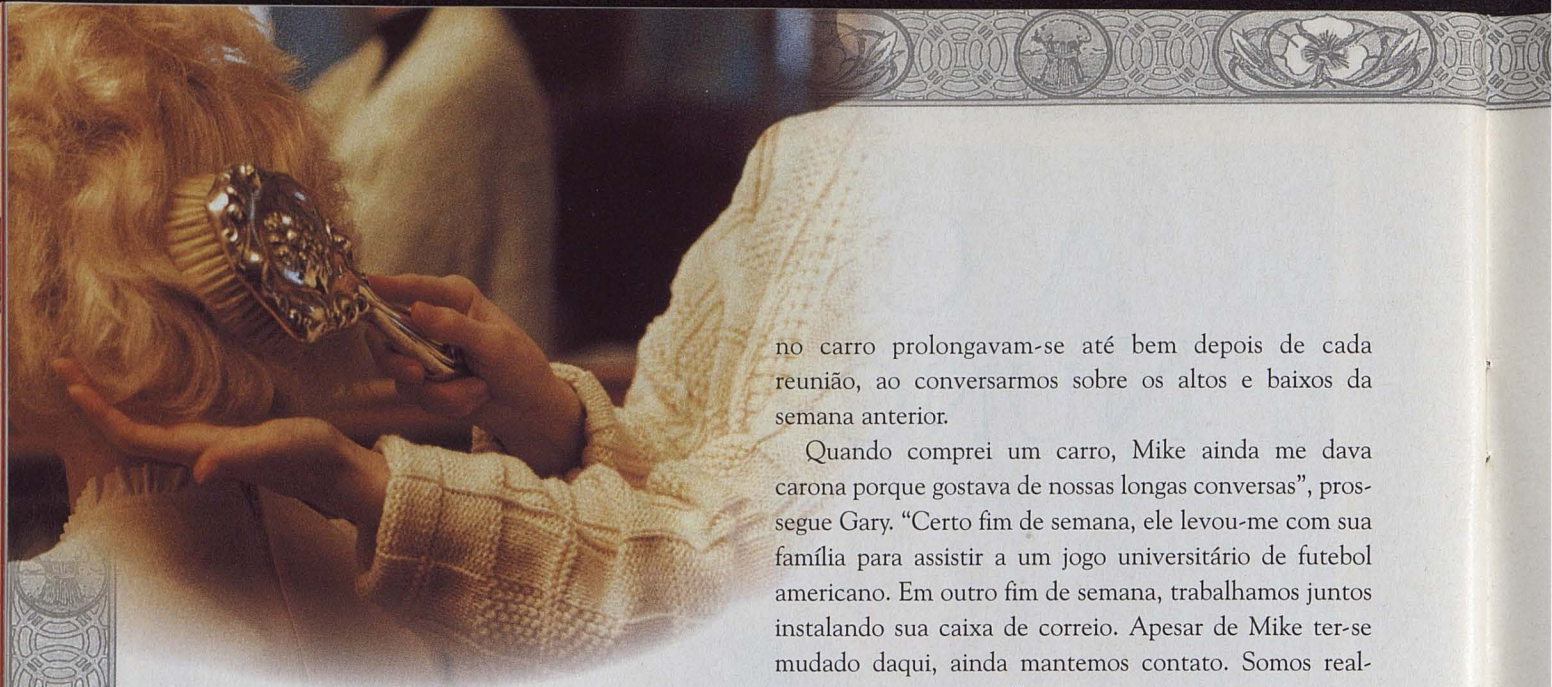 no carro prolongavam-se até bem depois de cada
reunião, ao conversarmos sobre os altos e baixos da
semana anterior.
Quando comprei um carro, Mike ainda me dava
carona porque gostava de nossas longas conversas”, pros-
segue Gary. “Certo fim de semana, ele levou-me com sua
família para assistir a um jogo universitário de futebol
americano. Em outro fim de semana, trabalhamos juntos
instalando sua caixa de correio. Apesar de Mike ter-se
mudado daqui, ainda mantemos contato. Somos real-